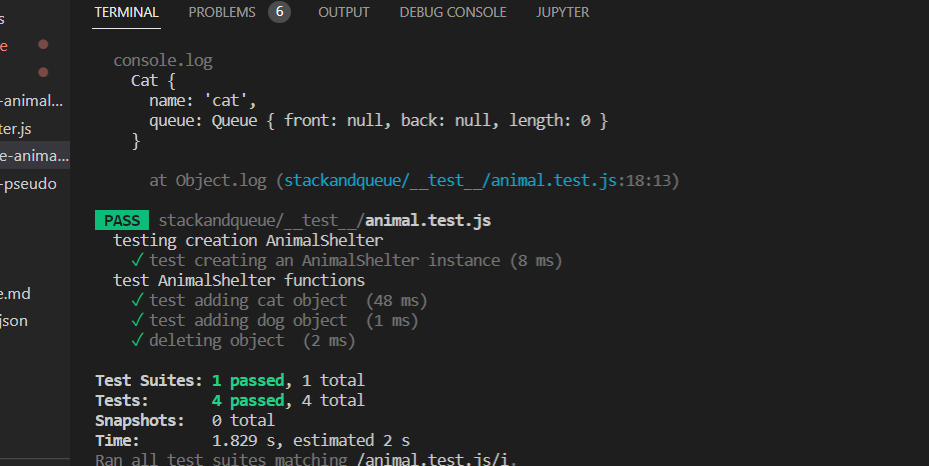 TERMINAL PROBLEMS 6 OUTPUT DEBUG CONSOLE JUPYTER
s
e
-animal...
ter.js
e-anima...
-pseudo
e.md
json
console.log
Cat {
name: 'cat',
queue: Queue { front: null, back: null, length: 0 }
}
at Object.log (stackandqueue/__test__/animal.test.js:18:13)
PASS stackandqueue/__test__/animal.test.js
testing creation AnimalShelter
✓ test creating an AnimalShelter instance (8 ms)
test AnimalShelter functions
✓ test adding cat object (48 ms)
✓ test adding dog object (1 ms)
✓ deleting object (2 ms)
Test Suites: 1 passed, 1 total
Tests: 4 passed, 4 total
Snapshots: 0 total
Time: 1.829 s, estimated 2 s
Ran all test suites matching /animal.test.js/i.